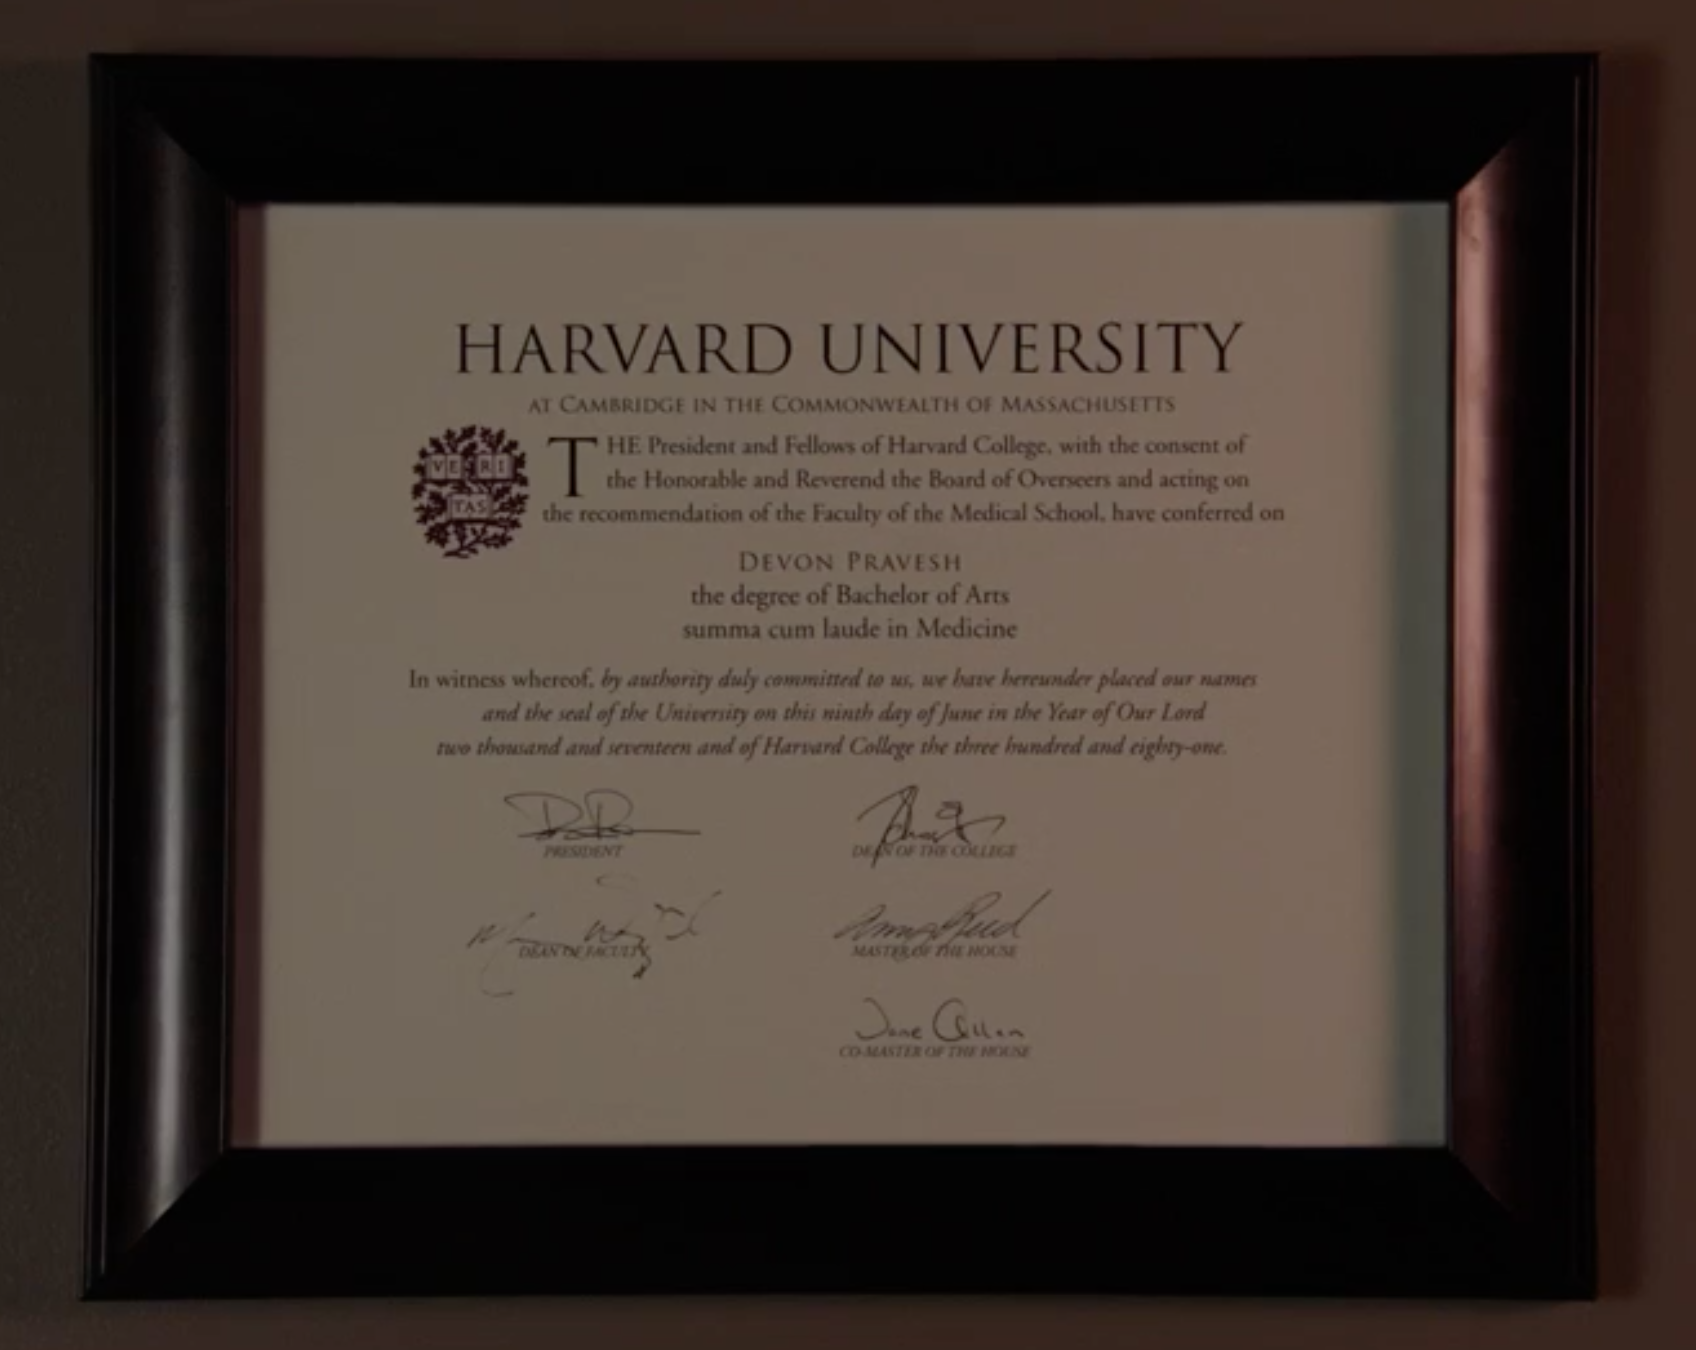 HARVARD UNIVERSITY
AT CAMBRIDGE IN THE COMMONWEALTH OF MASSACHUSETTS
VE RI
TAS
THE President and Fellows of Harvard College, with the consent of
the Honorable and Reverend the Board of Overseers and acting on
the recommendation of the Faculty of the Medical School, have conferred on
DEVON PRAVESH
the degree of Bachelor of Arts
summa cum laude in Medicine
In witness whereof, by authority duly committed to us, we have hereunder placed our names
and the seal of the University on this ninth day of June in the Year of Our Lord
two thousand and seventeen and of Harvard College the three hundred and eighty-one.
PRESIDENT
DEAN OF THE COLLEGE
DEAN OF FACULTY
MASTER OF THE HOUSE
Jane Allan
CO-MASTER OF THE HOUSE